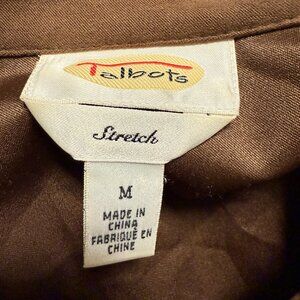 Talbots
Stretch
M
MADE IN
CHINA
FABRIQUÉ EN
CHINE